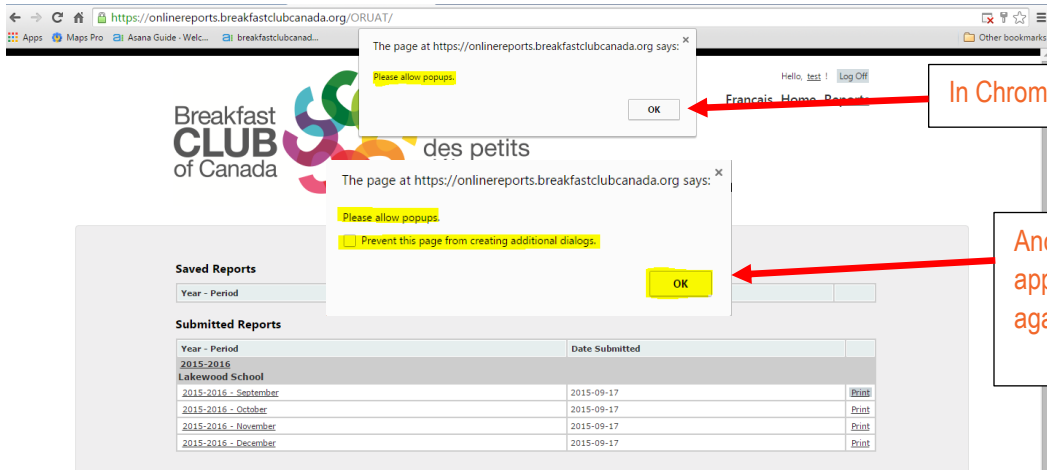 https://onlinereports.breakfastclubcanada.org/ORUAT/
Apps Maps Pro Asana Guide - Welc... breakfastclubcanad... Other bookmarks
The page at https://onlinereports.breakfastclubcanada.org says:
Please allow popups.
OK
Hello, test ! Log Off
Français Home Reports
In Chrom
Breakfast
CLUB
of Canada
des petits
The page at https://onlinereports.breakfastclubcanada.org says:
Please allow popups.
Prevent this page from creating additional dialogs.
OK
Saved Reports
Year - Period
Submitted Reports
Year - Period Date Submitted
2015-2016
Lakewood School
2015-2016 - September 2015-09-17 Print
2015-2016 - October 2015-09-17 Print
2015-2016 - November 2015-09-17 Print
2015-2016 - December 2015-09-17 Print